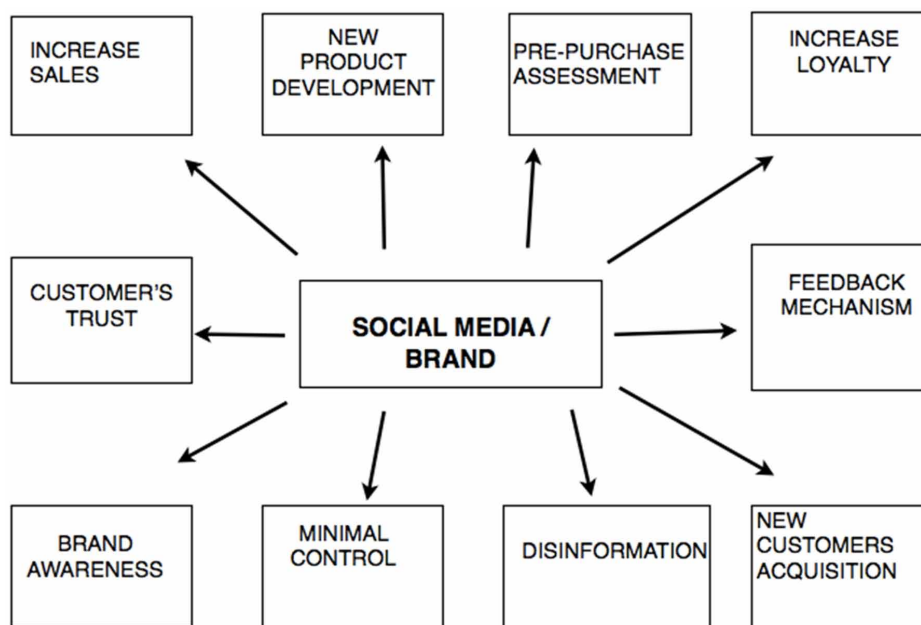 INCREASE
SALES
NEW
PRODUCT
DEVELOPMENT
PRE-PURCHASE
ASSESSMENT
INCREASE
LOYALTY
CUSTOMER'S
TRUST
SOCIAL MEDIA /
BRAND
FEEDBACK
MECHANISM
BRAND
AWARENESS
MINIMAL
CONTROL
DISINFORMATION
NEW
CUSTOMERS
ACQUISITION